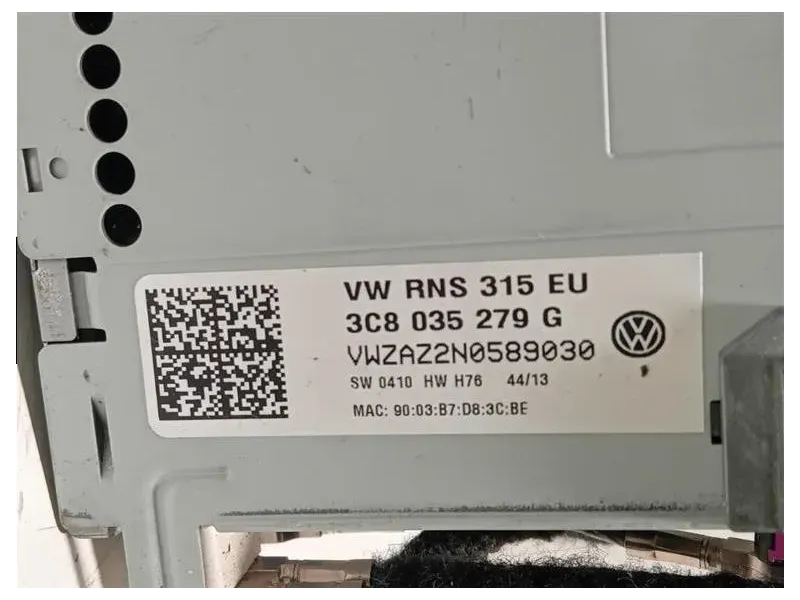 VW RNS 315 EU
3C8 035 279 G
VWZAZ2N0589030
SW 0410 HW H76 44/13
MAC: 90:03:B7:D8:3C:BE